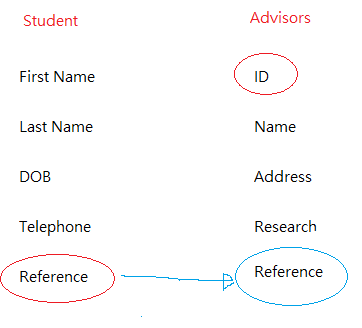 Student
First Name
Last Name
DOB
Telephone
Reference
Advisors
ID
Name
Address
Research
Reference